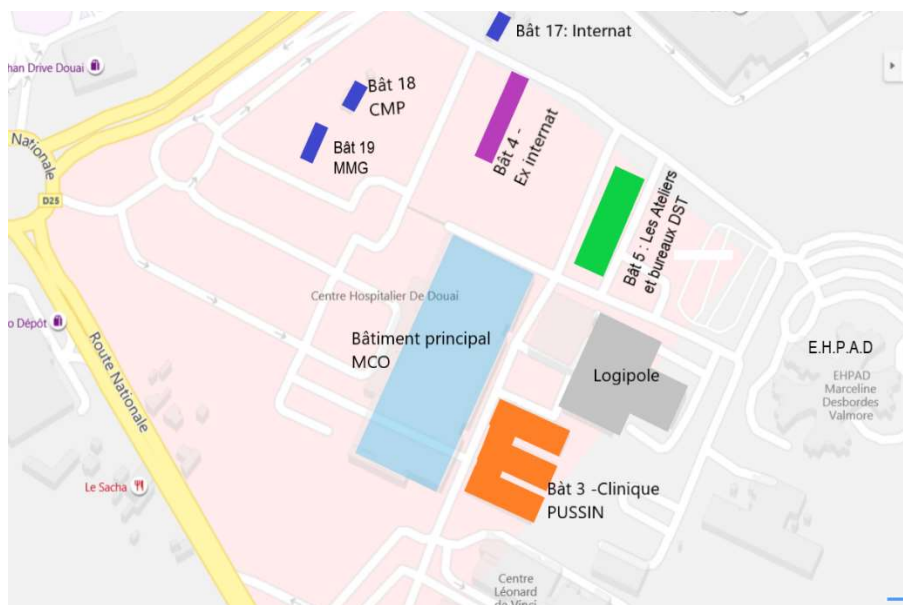 Bât 17: Internat
han Drive Douai
Bât 18
CMP
Bât 19
MMG
Bât 4 -
Ex internat
Nationale
D25
Bât 5 : Les Ateliers
et bureaux DST
Centre Hospitalier De Douai
o Dépôt
Bâtiment principal
MCO
Route Nationale
Logipole
E.H.P.A.D
EHPAD
Marceline
Desbordes
Valmore
Le Sacha
Bàt 3 -Clinique
PUSSIN
Centre
Léonard
de Vinci